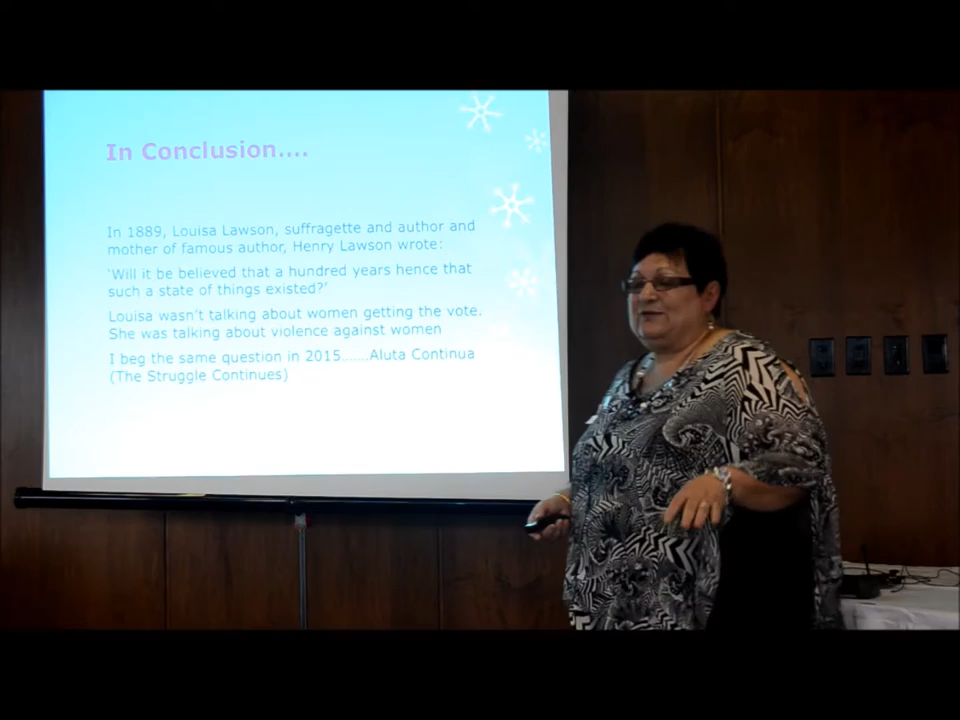 In Conclusion....
In 1889, Louisa Lawson, suffragette and author and
mother of famous author, Henry Lawson wrote:
'Will it be believed that a hundred years hence that
such a state of things existed?'
Louisa wasn't talking about women getting the vote.
She was talking about violence against women
I beg the same question in 2015......Aluta Continua
(The Struggle Continues)